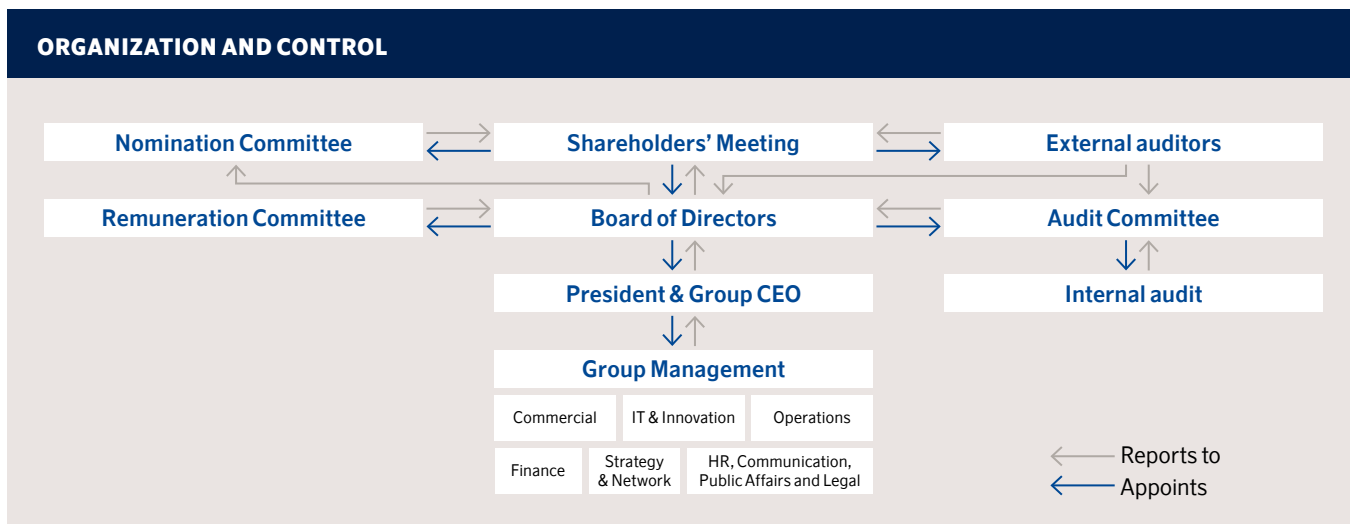 ORGANIZATION AND CONTROL
Nomination Committee
Shareholders’ Meeting
External auditors
Remuneration Committee
Board of Directors
Audit Committee
President & Group CEO
Internal audit
Group Management
Commercial
IT & Innovation
Operations
Finance
Strategy
& Network
HR, Communication,
Public Affairs and Legal
Reports to
Appoints